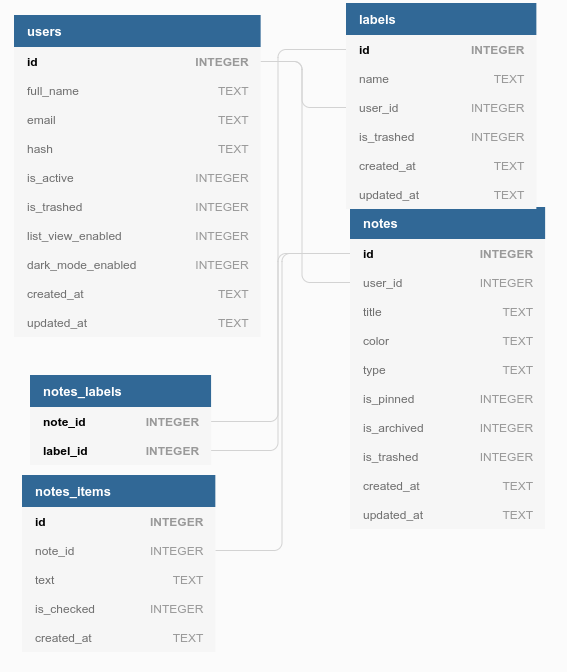 users
id INTEGER
full_name TEXT
email TEXT
hash TEXT
is_active INTEGER
is_trashed INTEGER
list_view_enabled INTEGER
dark_mode_enabled INTEGER
created_at TEXT
updated_at TEXT
labels
id INTEGER
name TEXT
user_id INTEGER
is_trashed INTEGER
created_at TEXT
updated_at TEXT
notes
id INTEGER
user_id INTEGER
title TEXT
color TEXT
type TEXT
is_pinned INTEGER
is_archived INTEGER
is_trashed INTEGER
created_at TEXT
updated_at TEXT
notes_labels
note_id INTEGER
label_id INTEGER
notes_items
id INTEGER
note_id INTEGER
text TEXT
is_checked INTEGER
created_at TEXT